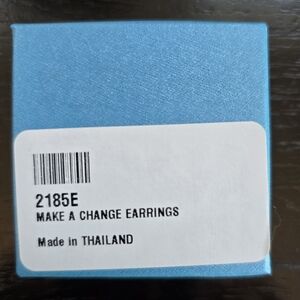 2185E
MAKE A CHANGE EARRINGS
Made in THAILAND